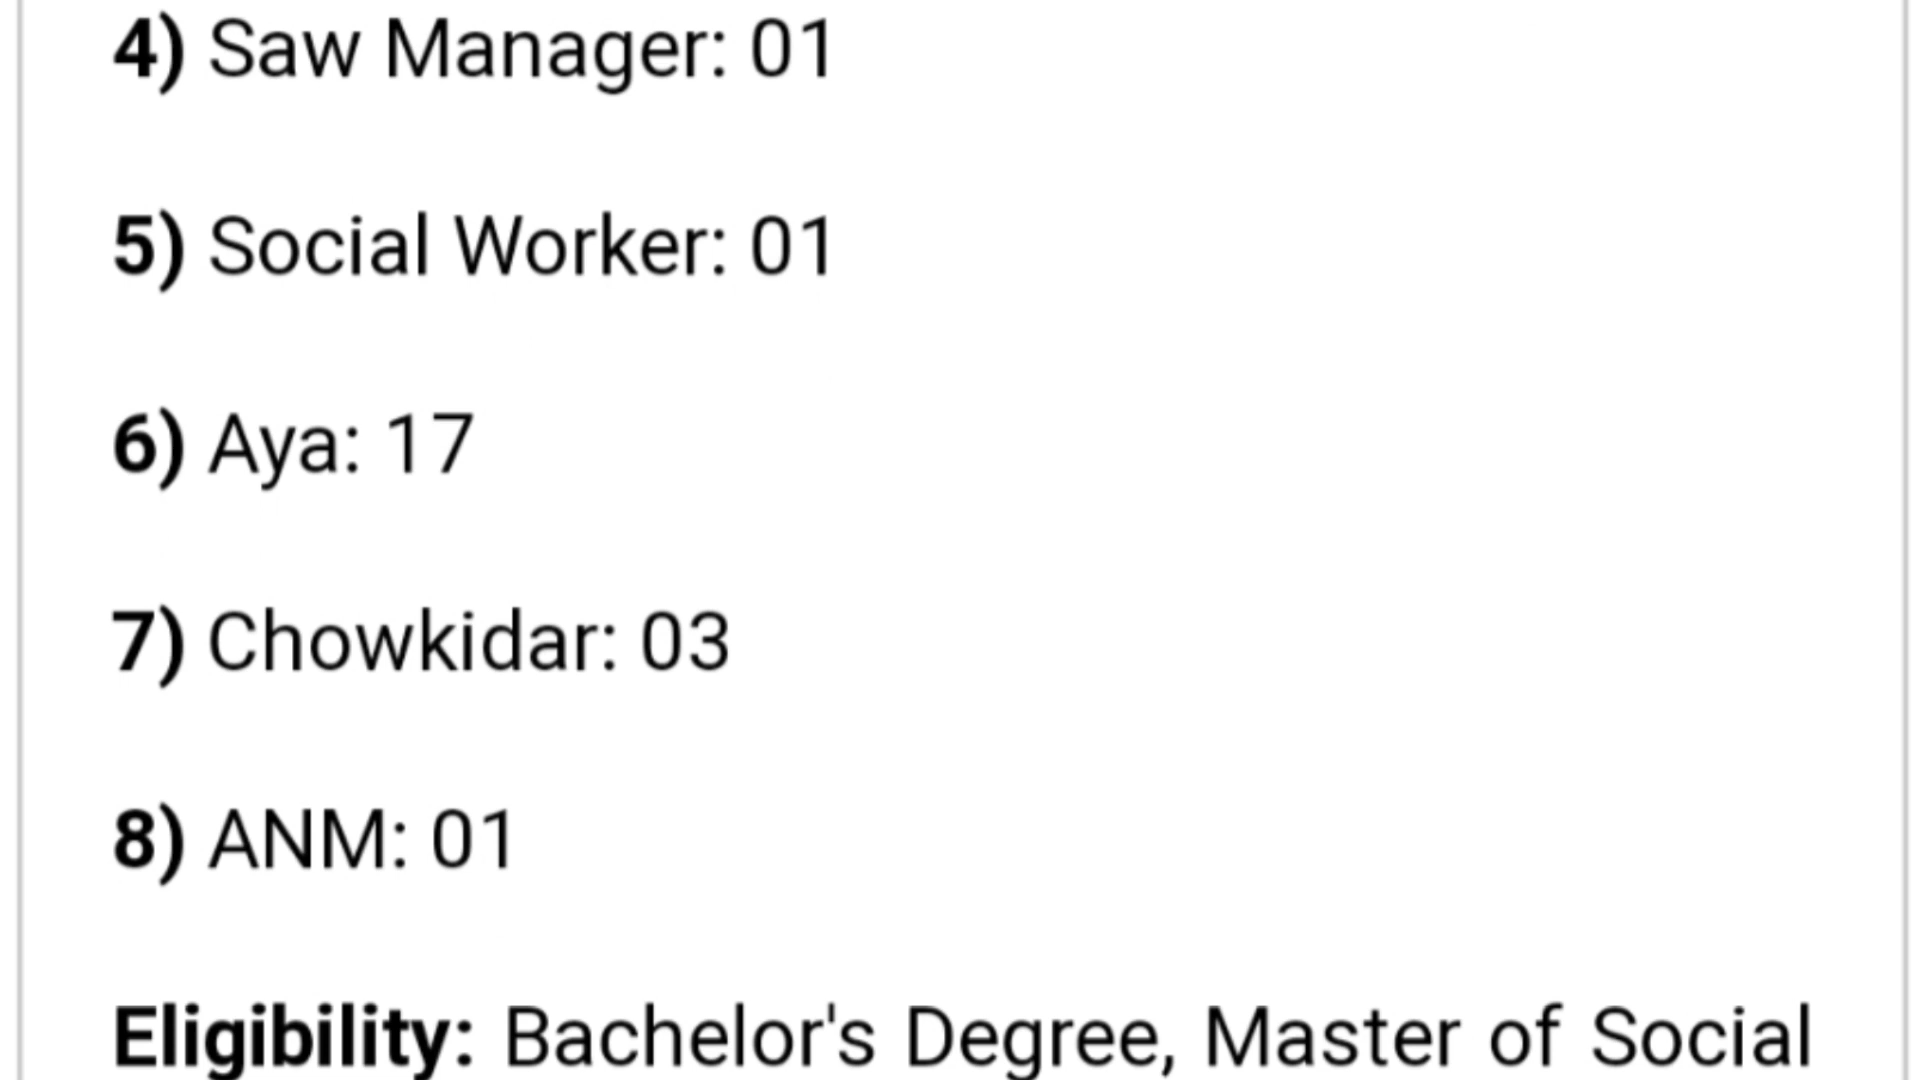 4) Saw Manager: 01
5) Social Worker: 01
6) Aya: 17
7) Chowkidar: 03
8) ANM: 01
Eligibility: Bachelor's Degree, Master of Social